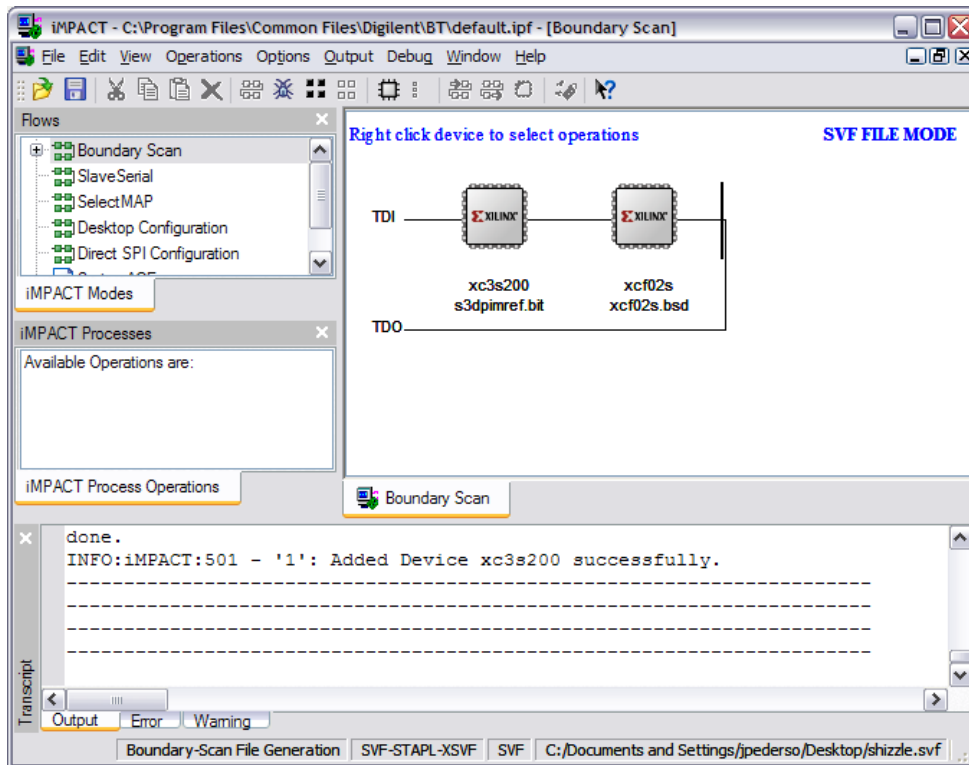 iMPACT - C:\Program Files\Common Files\Digilent\BT\default.ipf - [Boundary Scan]
File Edit View Operations Options Output Debug Window Help
Flows
Boundary Scan
SlaveSerial
SelectMAP
Desktop Configuration
Direct SPI Configuration
iMPACT Modes
iMPACT Processes
Available Operations are:
iMPACT Process Operations
Right click device to select operations SVF FILE MODE
TDI XILINX XILINX
xc3s200 xcf02s
s3dpimref.bit xcf02s.bsd
TDO
Boundary Scan
done.
INFO:iMPACT:501 - '1': Added Device xc3s200 successfully.
----------------------------------------------------------------------
----------------------------------------------------------------------
----------------------------------------------------------------------
----------------------------------------------------------------------
Transcript
Output Error Warning
Boundary-Scan File Generation SVF-STAPL-XSVF SVF C:/Documents and Settings/jpederso/Desktop/shizzle.svf